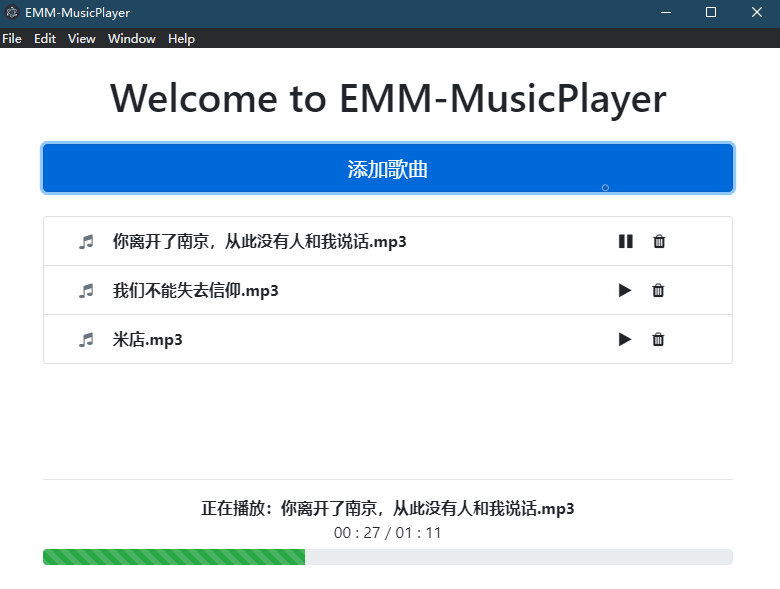 EMM-MusicPlayer
File Edit View Window Help
Welcome to EMM-MusicPlayer
添加歌曲
你离开了南京，从此没有人和我说话.mp3
我们不能失去信仰.mp3
米店.mp3
正在播放：你离开了南京，从此没有人和我说话.mp3
00 : 27 / 01 : 11